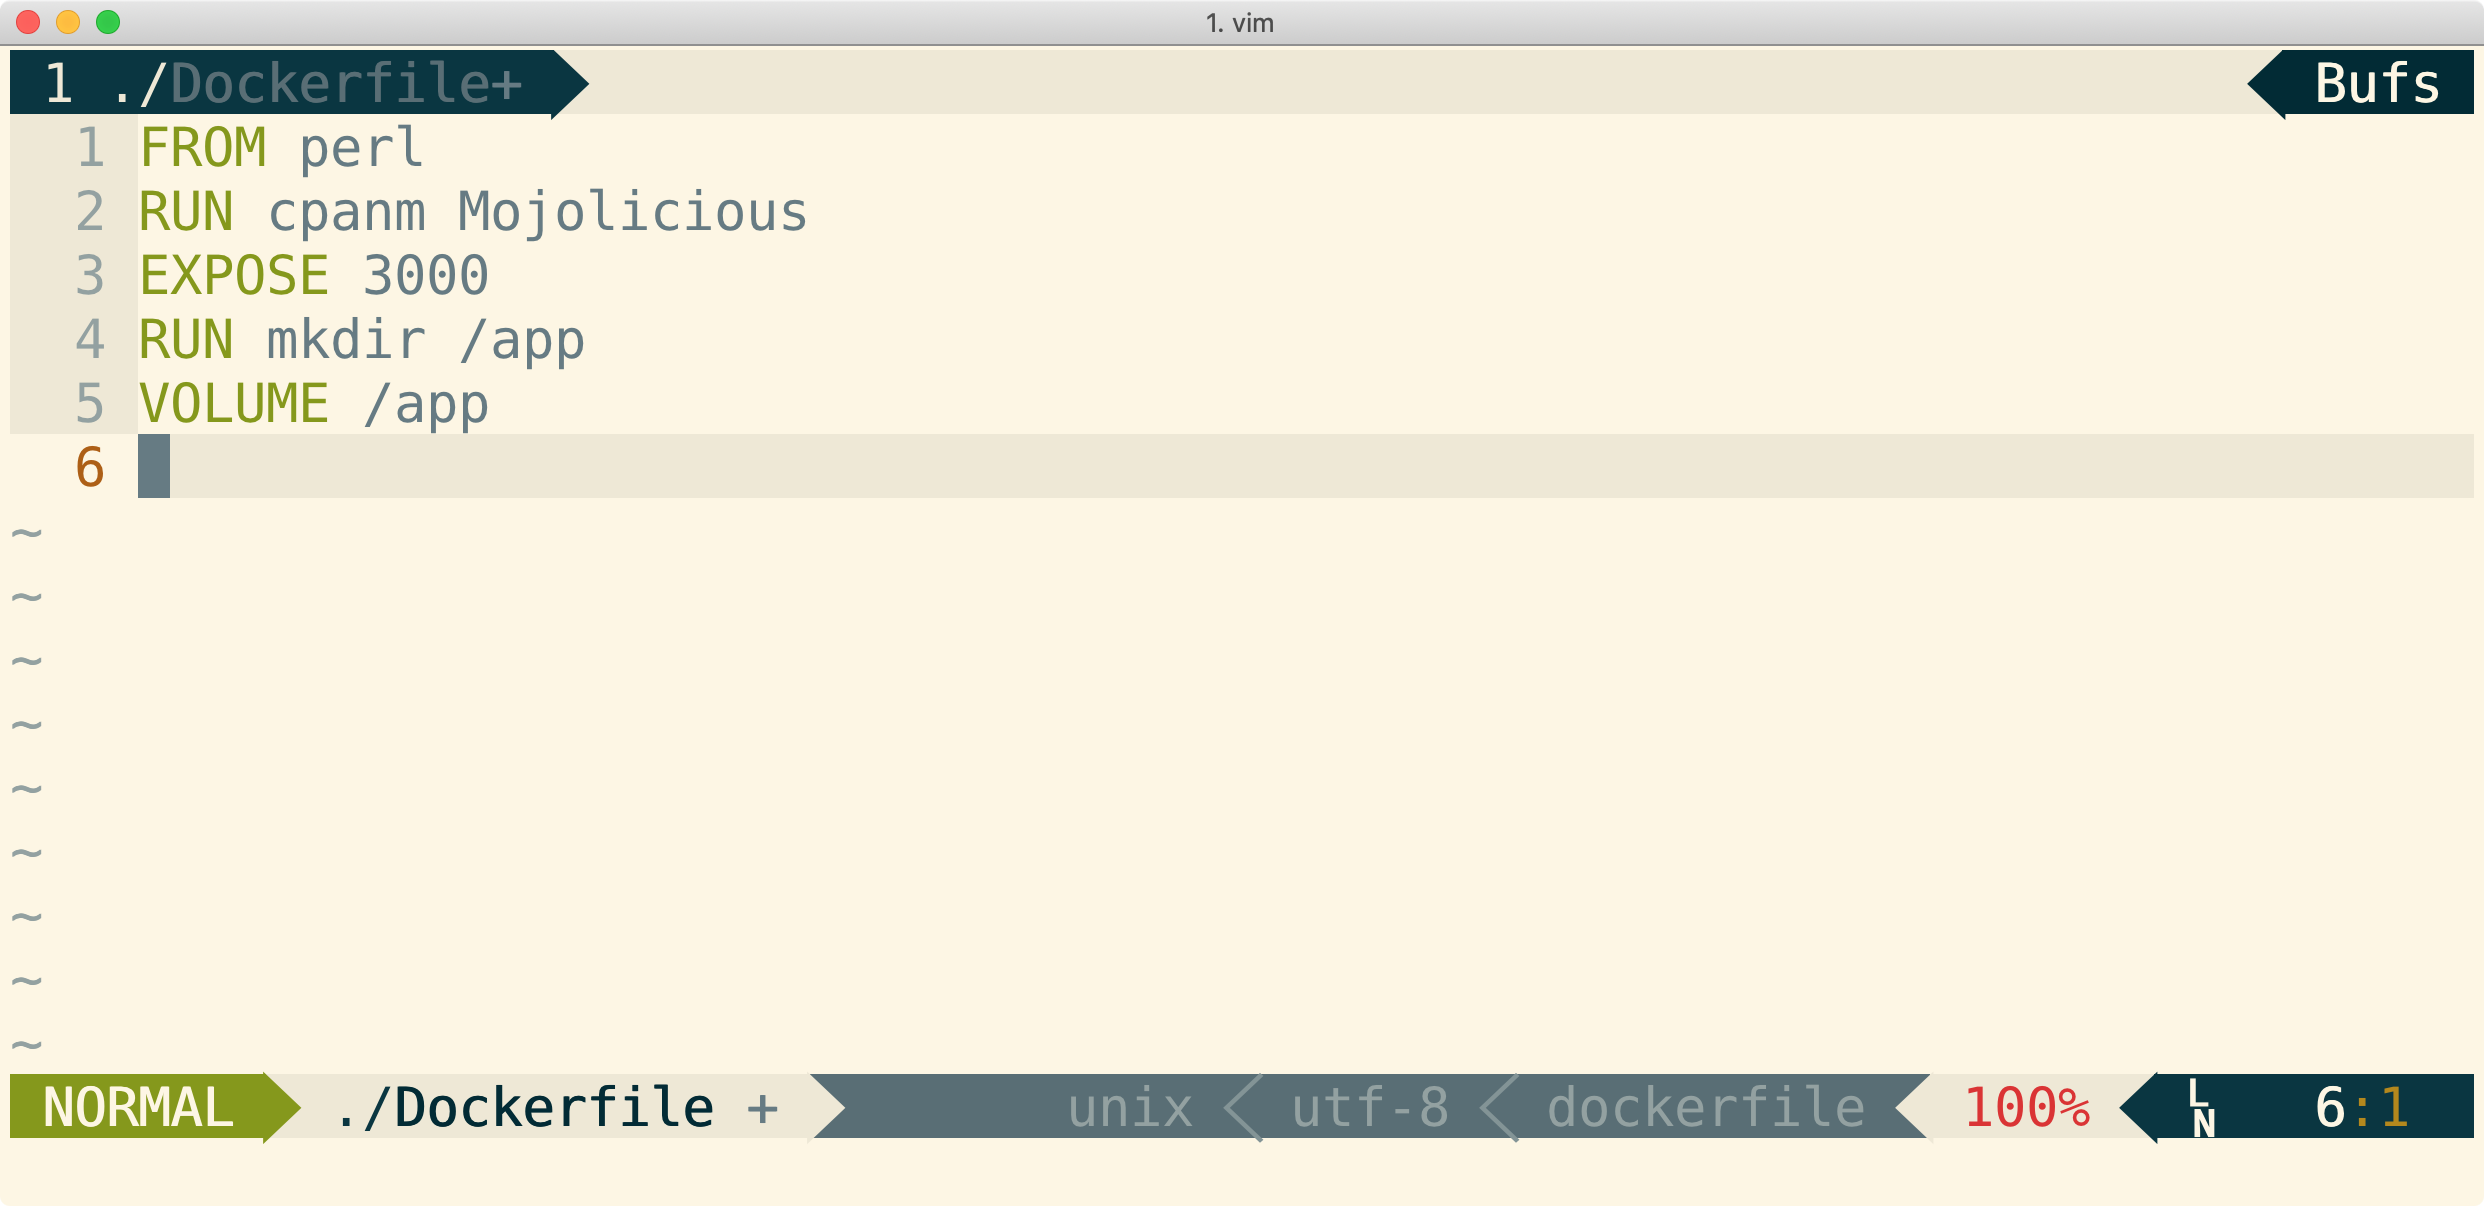 1. vim
1 ./Dockerfile+ Bufs
1 FROM perl
2 RUN cpanm Mojolicious
3 EXPOSE 3000
4 RUN mkdir /app
5 VOLUME /app
6
~
~
~
~
~
~
~
~
~
NORMAL ./Dockerfile + unix utf-8 dockerfile 100% LN 6:1